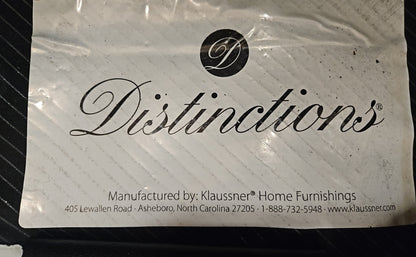 D
Distinctions®
Manufactured by: Klaussner® Home Furnishings
405 Lewallen Road · Asheboro, North Carolina 27205 · 1-888-732-5948 · www.klaussner.com